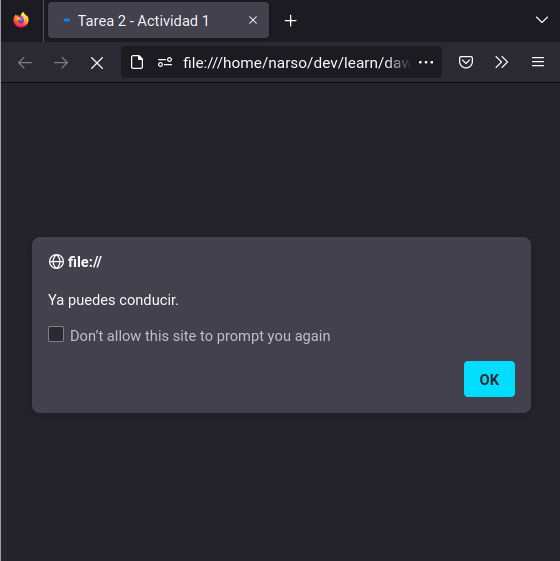 Tarea 2 - Actividad 1
file:///home/narso/dev/learn/daw
file://
Ya puedes conducir.
Don’t allow this site to prompt you again
OK